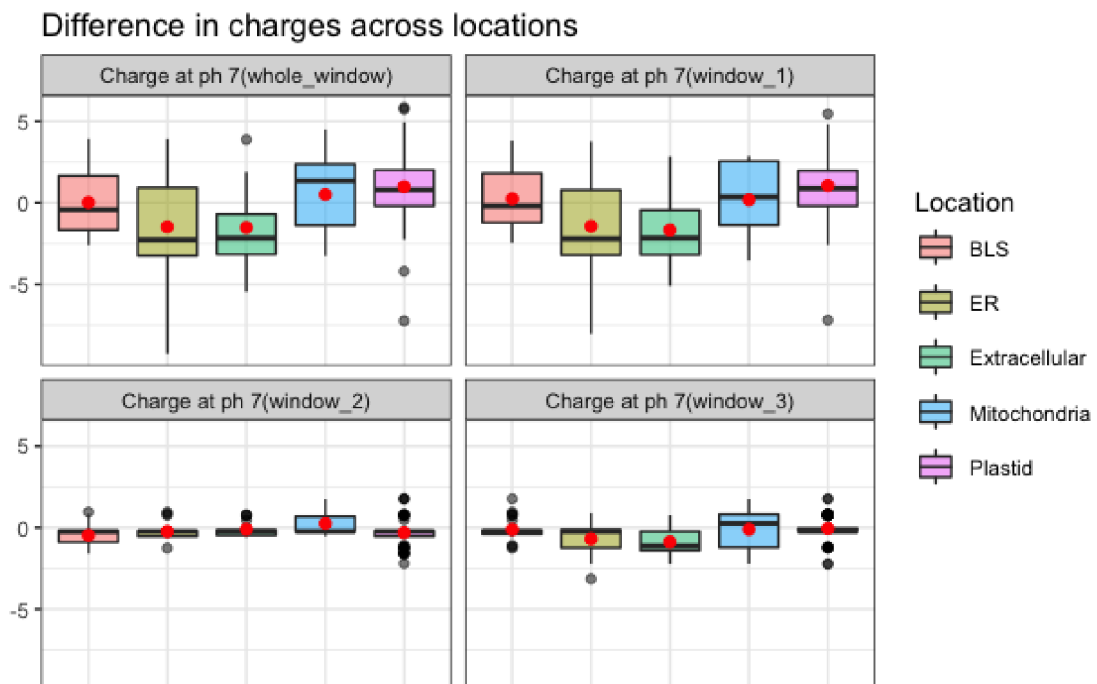 Difference in charges across locations
Charge at ph 7(whole_window)
Charge at ph 7(window_1)
5
0
-5
Charge at ph 7(window_2)
Charge at ph 7(window_3)
5
0
-5
Location
BLS
ER
Extracellular
Mitochondria
Plastid